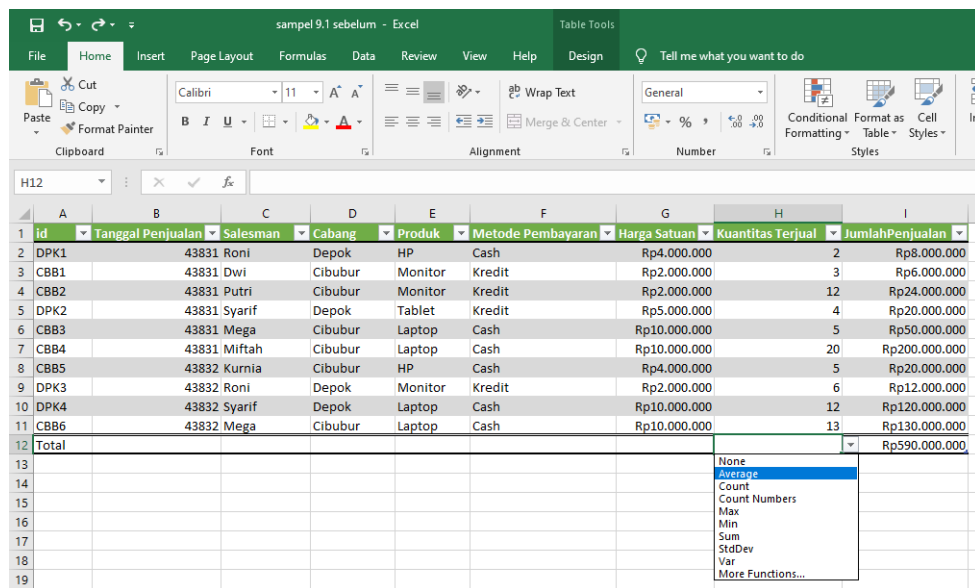 sampel 9.1 sebelum - Excel
Table Tools
File Home Insert Page Layout Formulas Data Review View Help Design Tell me what you want to do
Paste
Cut
Copy
Format Painter
Clipboard
Calibri 11 A A
B I U A
Font
Wrap Text
Merge & Center
Alignment
General
% , .00
Number
Conditional Formatting
Format as Table
Cell Styles
Styles
H12 fx
A B C D E F G H I
1 id Tanggal Penjualan Salesman Cabang Produk Metode Pembayaran Harga Satuan Kuantitas Terjual JumlahPenjualan
2 DPK1 43831 Roni Depok HP Cash Rp4.000.000 2 Rp8.000.000
3 CBB1 43831 Dwi Cibubur Monitor Kredit Rp2.000.000 3 Rp6.000.000
4 CBB2 43831 Putri Cibubur Monitor Kredit Rp2.000.000 12 Rp24.000.000
5 DPK2 43831 Syarif Depok Tablet Kredit Rp5.000.000 4 Rp20.000.000
6 CBB3 43831 Mega Cibubur Laptop Cash Rp10.000.000 5 Rp50.000.000
7 CBB4 43831 Miftah Cibubur Laptop Cash Rp10.000.000 20 Rp200.000.000
8 CBB5 43832 Kurnia Cibubur HP Cash Rp4.000.000 5 Rp20.000.000
9 DPK3 43832 Roni Depok Monitor Kredit Rp2.000.000 6 Rp12.000.000
10 DPK4 43832 Syarif Depok Laptop Cash Rp10.000.000 12 Rp120.000.000
11 CBB6 43832 Mega Cibubur Laptop Cash Rp10.000.000 13 Rp130.000.000
12 Total Rp590.000.000
13 None
14 Average
Count
15 Count Numbers
Max
16 Min
17 Sum
StdDev
18 Var
19 More Functions...